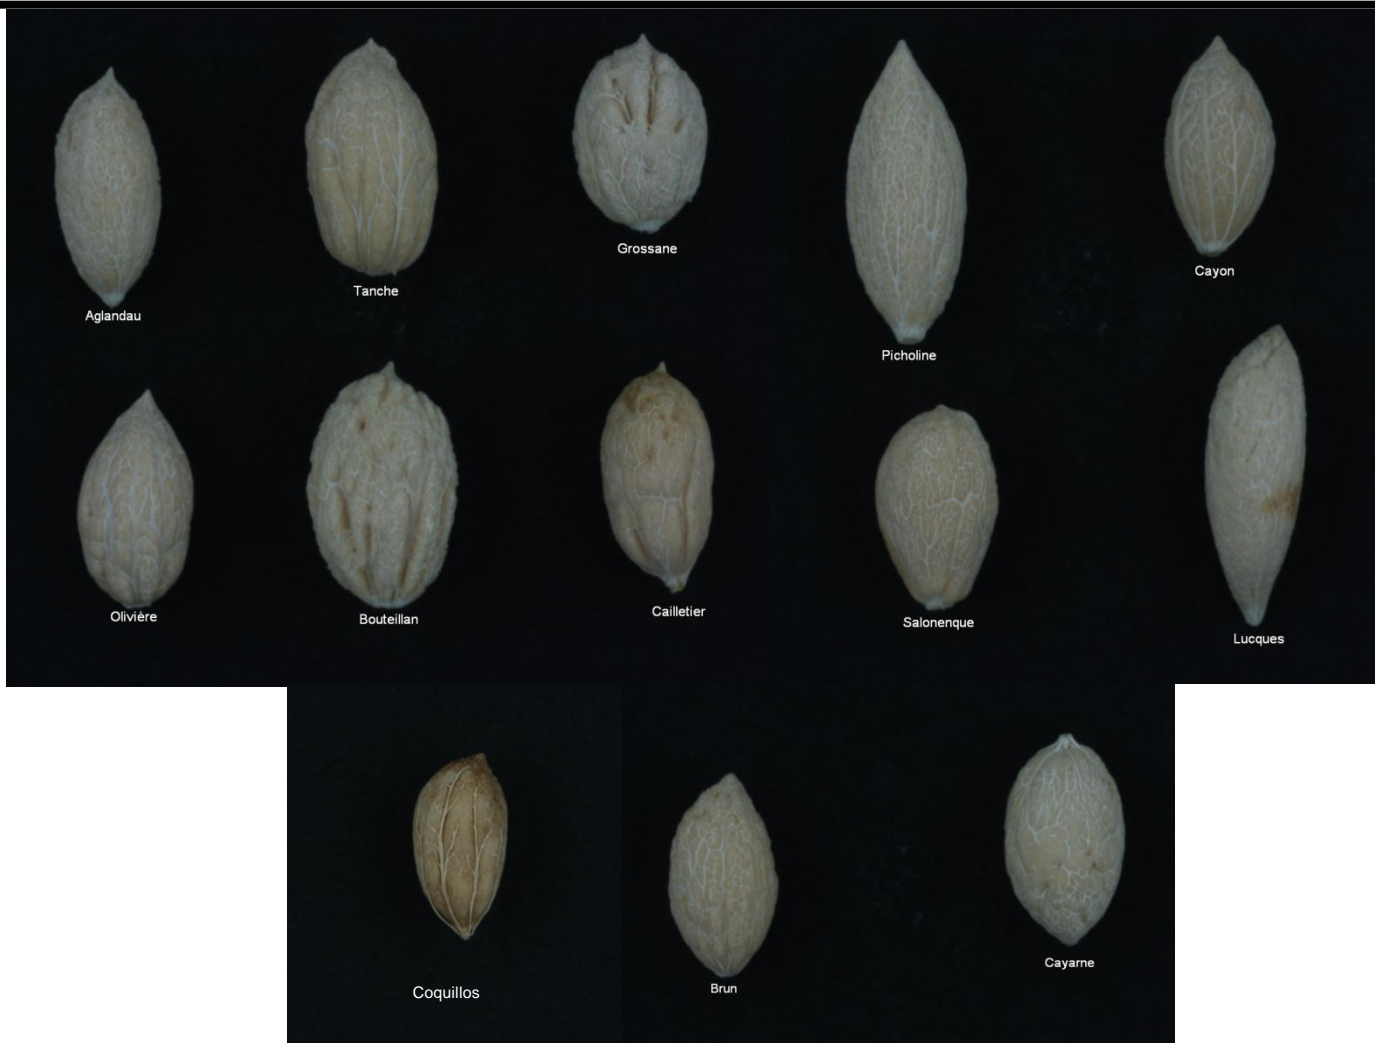 Aglandau
Tanche
Grossane
Picholine
Cayon
Olivière
Bouteillan
Cailletier
Salonenque
Lucques
Coquillos
Brun
Cayarne